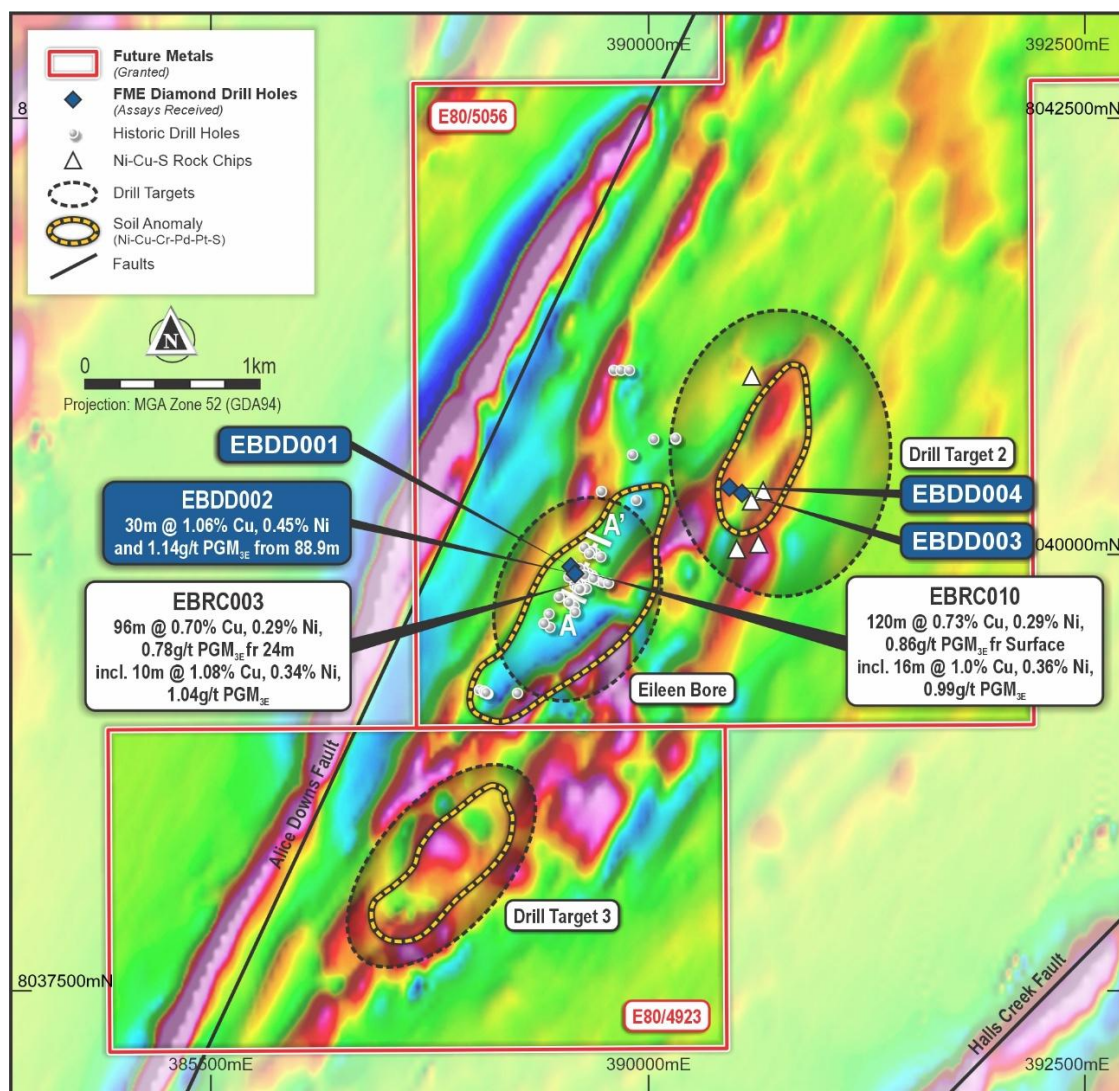 390000mE
392500mE
Future Metals
(Granted)
FME Diamond Drill Holes
(Assays Received)
Historic Drill Holes
Ni-Cu-S Rock Chips
Drill Targets
Soil Anomaly
(Ni-Cu-Cr-Pd-Pt-S)
Faults
8
E80/5056
8042500mN
N
0
1km
Projection: MGA Zone 52 (GDA94)
EBDD001
EBDD002
30m @ 1.06% Cu, 0.45% Ni
and 1.14g/t PGM3E from 88.9m
EBRC003
96m @ 0.70% Cu, 0.29% Ni,
0.78g/t PGM3E fr 24m
incl. 10m @ 1.08% Cu, 0.34% Ni,
1.04g/t PGM3E
A'
A
Drill Target 2
EBDD004
EBDD003
040000mN
EBRC010
120m @ 0.73% Cu, 0.29% Ni,
0.86g/t PGM3E fr Surface
incl. 16m @ 1.0% Cu, 0.36% Ni,
0.99g/t PGM3E
Eileen Bore
Alice Downs Fault
Drill Target 3
8037500mN
E80/4923
Halls Creek Fault
385500mE
390000mE
392500mE